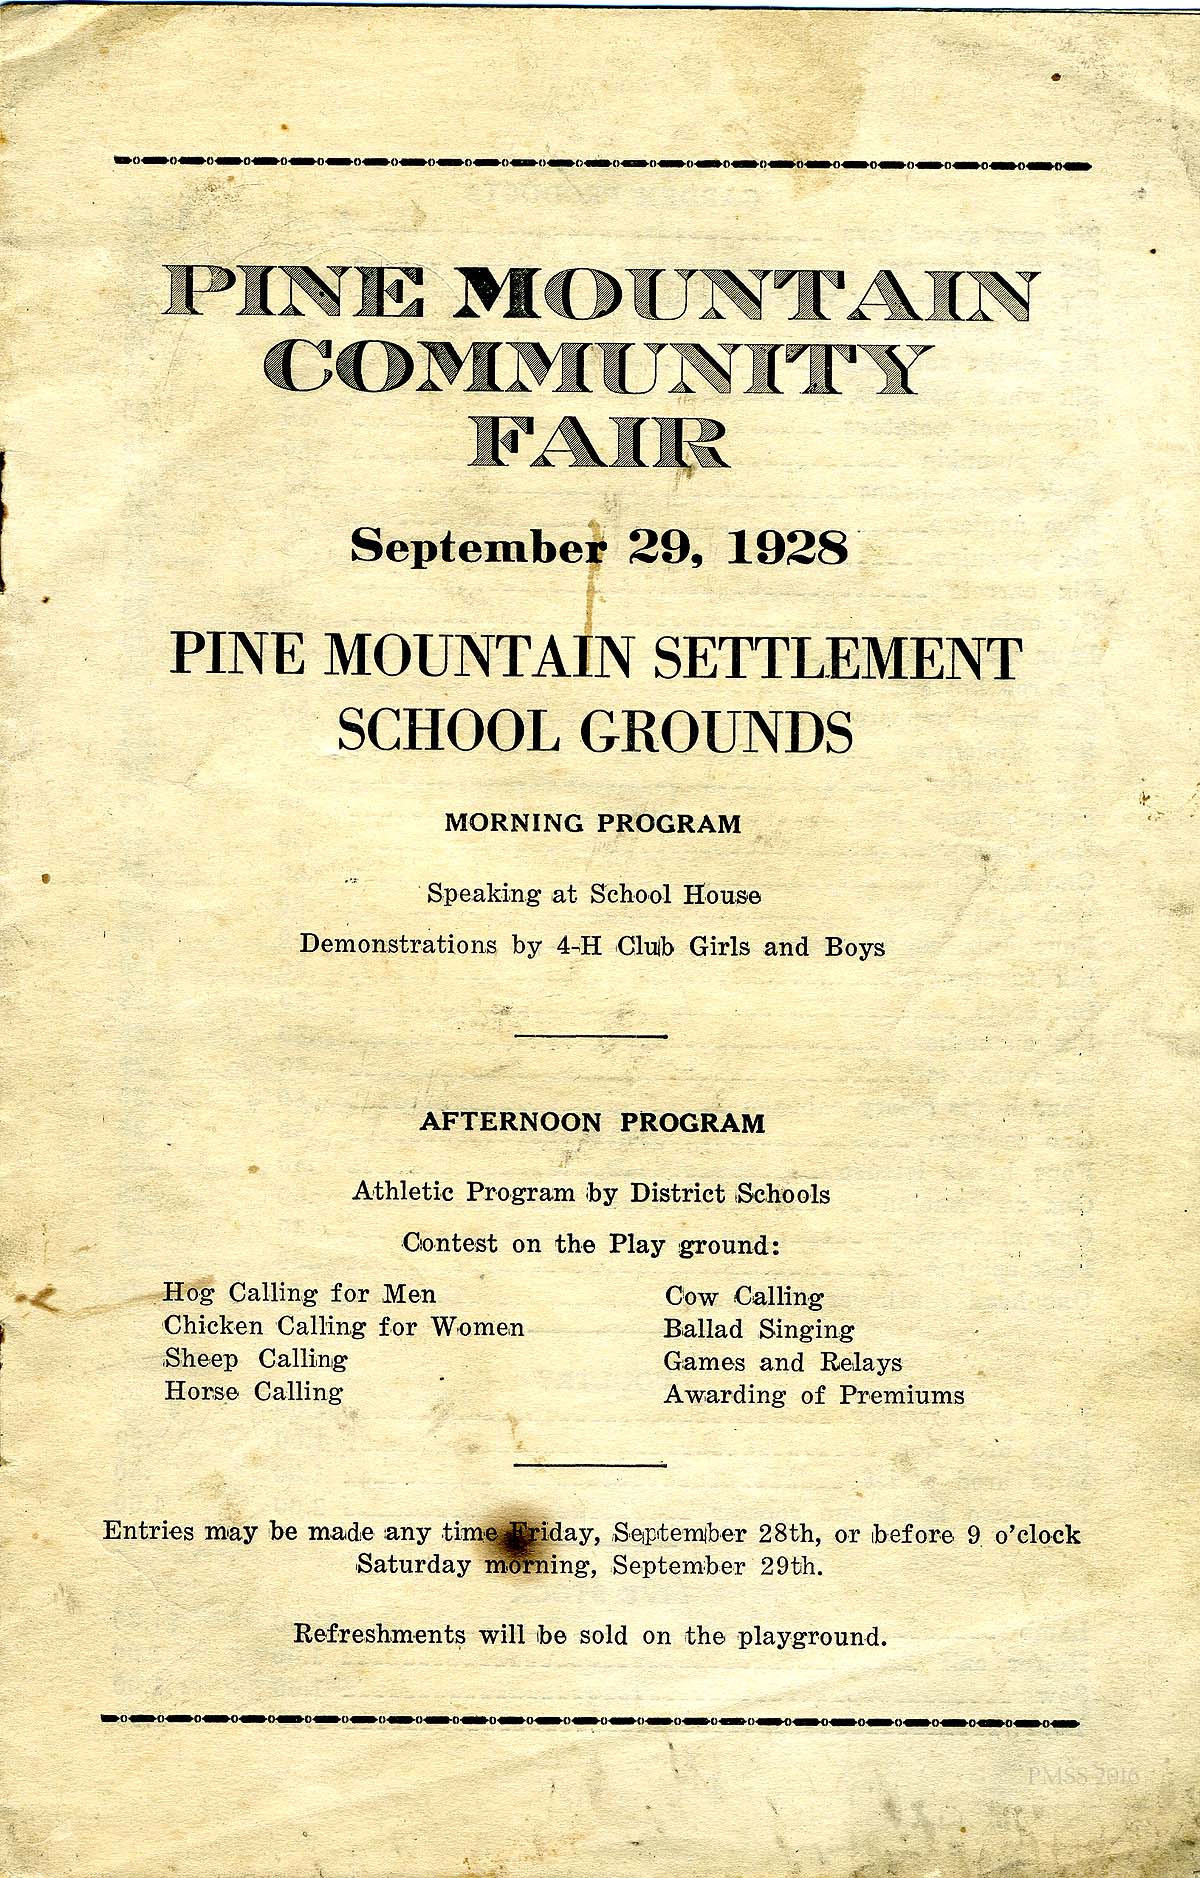 PINE MOUNTAIN
COMMUNITY
FAIR
September 29, 1928
PINE MOUNTAIN SETTLEMENT
SCHOOL GROUNDS
MORNING PROGRAM
Speaking at School House
Demonstrations by 4-H Club Girls and Boys
AFTERNOON PROGRAM
Athletic Program by District Schools
Contest on the Play ground:
Hog Calling for Men
Chicken Calling for Women
Sheep Calling
Horse Calling
Cow Calling
Ballad Singing
Games and Relays
Awarding of Premiums
Entries may be made any time Friday, September 28th, or before 9 o'clock
Saturday morning, September 29th.
Refreshments will be sold on the playground.
PMSS 2016